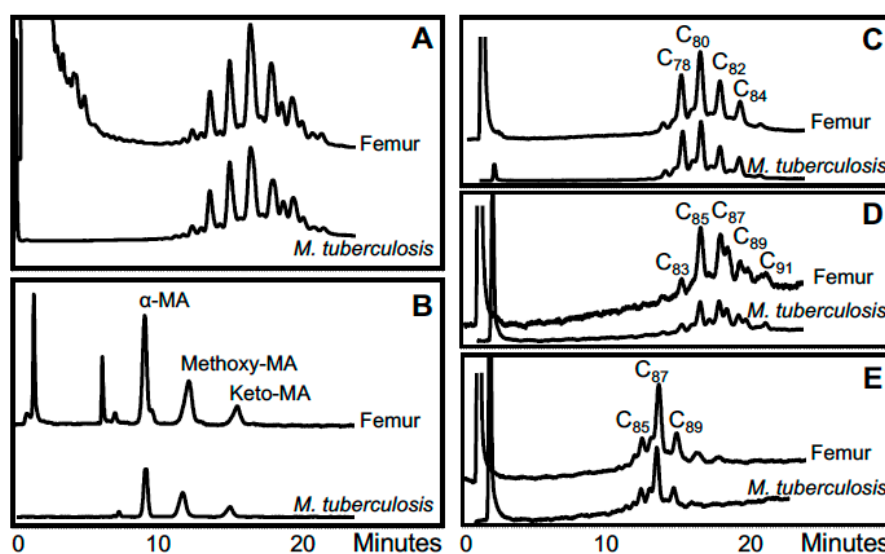 A
Femur
M. tuberculosis
B
α-MA
Methoxy-MA
Keto-MA
Femur
M. tuberculosis
0 10 20 Minutes
C
C₈₀
C₇₈
C₈₂
C₈₄
Femur
M. tuberculosis
D
C₈₅ C₈₇
C₈₉
C₈₃
C₉₁
Femur
M. tuberculosis
E
C₈₇
C₈₅ C₈₉
Femur
M. tuberculosis
0 10 20 Minutes